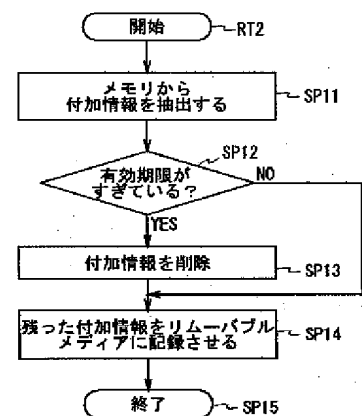 開始
RT2
メモリから
付加情報を抽出する
SP11
SP12
有効期限が
すぎている?
NO
YES
付加情報を削除
SP13
残った付加情報をリムーバブル
メディアに記録させる
SP14
終了
SP15